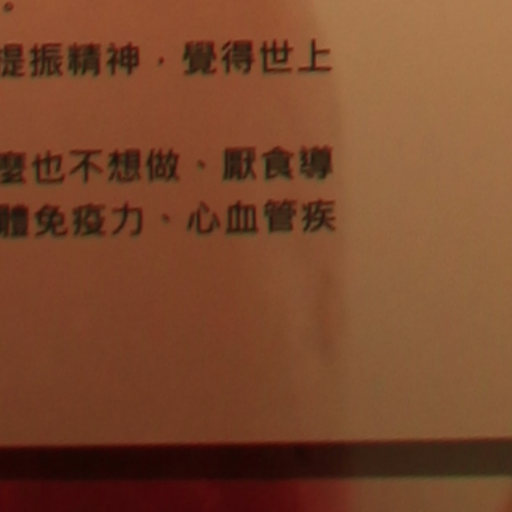 。
提振精神，覺得世上
麼也不想做、厭食導
體免疫力、心血管疾